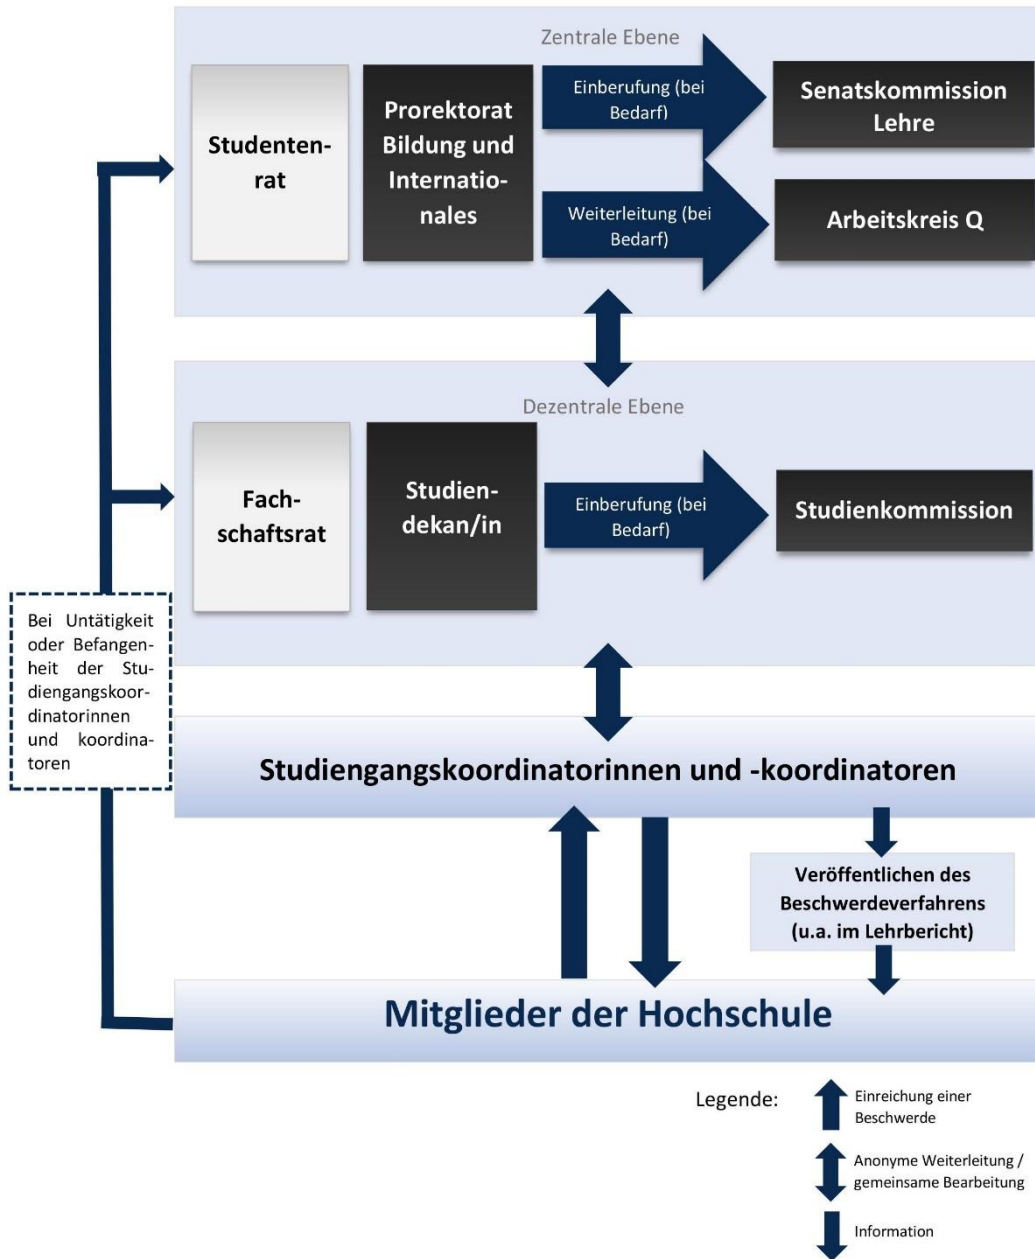 Zentrale Ebene
Studenten-
rat
Prorektorat
Bildung und
Internatio-
nales
Einberufung (bei
Bedarf)
Senatskommission
Lehre
Weiterleitung (bei
Bedarf)
Arbeitskreis Q
Dezentrale Ebene
Fach-
schaftsrat
Studien-
dekan/in
Einberufung (bei
Bedarf)
Studienkommission
Bei Untätigkeit
oder Befangen-
heit der Stu-
diengangskoor-
dinatorinnen
und koordina-
toren
Studiengangskoordinatorinnen und -koordinatoren
Veröffentlichen des
Beschwerdeverfahrens
(u.a. im Lehrbericht)
Mitglieder der Hochschule
Legende:
Einreichung einer
Beschwerde
Anonyme Weiterleitung /
gemeinsame Bearbeitung
Information